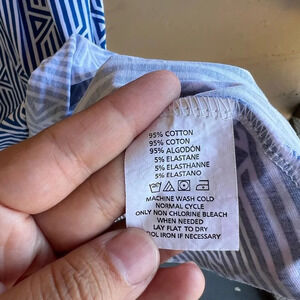 95% COTTON
95% COTON
95% ALGODÓN
5% ELASTANE
5% ELASTHANNE
5% ELASTANO
MACHINE WASH COLD
NORMAL CYCLE
ONLY NON CHLORINE BLEACH
WHEN NEEDED
LAY FLAT TO DRY
IRON IF NECESSARY